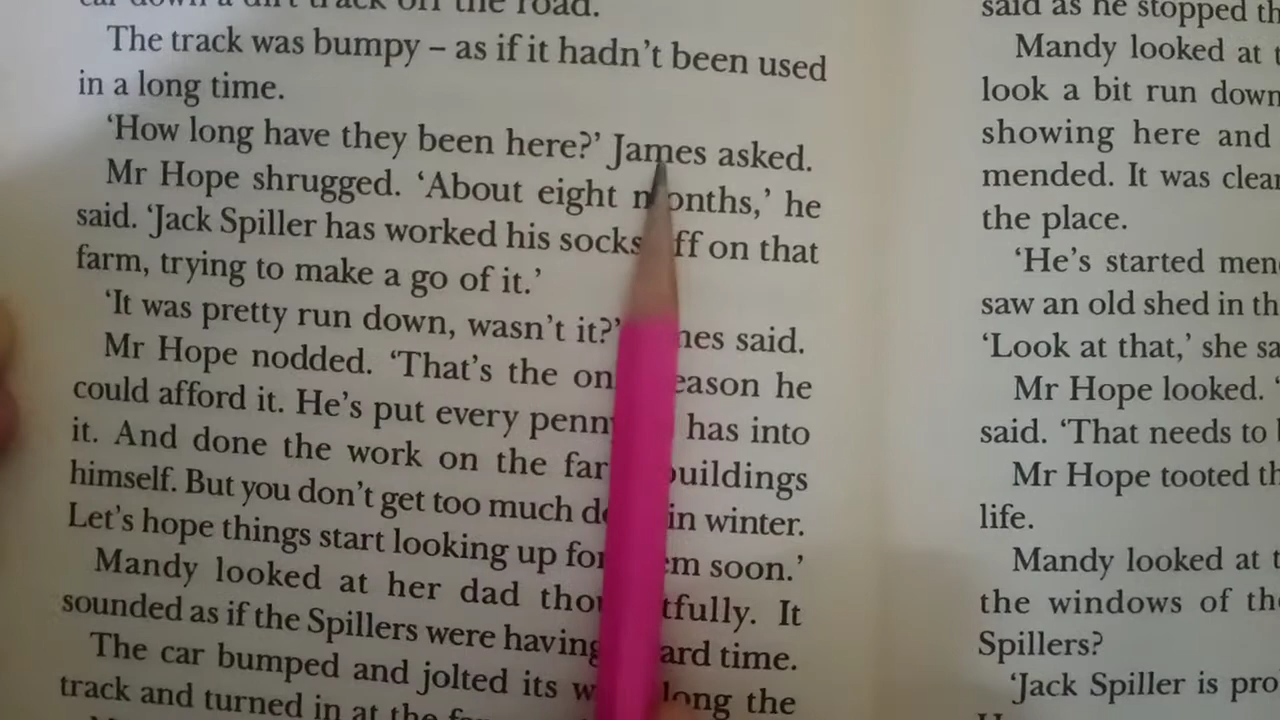 car down a dirt track off the road.
The track was bumpy – as if it hadn't been used
in a long time.
'How long have they been here?' James asked.
Mr Hope shrugged. 'About eight months,' he
said. 'Jack Spiller has worked his socks off on that
farm, trying to make a go of it.'
'It was pretty run down, wasn't it?' James said.
Mr Hope nodded. 'That's the only reason he
could afford it. He's put every penny has into
it. And done the work on the farm buildings
himself. But you don't get too much done in winter.
Let's hope things start looking up for them soon.'
Mandy looked at her dad thoughtfully. It
sounded as if the Spillers were having hard time.
The car bumped and jolted its way along the
track and turned in at the
said as he stopped
Mandy looked at
look a bit run down
showing here and
mended. It was
the place.
'He's started
saw an old shed in
'Look at that,' she
Mr Hope looked.
said. 'That needs to
Mr Hope tooted
life.
Mandy looked at
the windows of
Spillers?
'Jack Spiller is